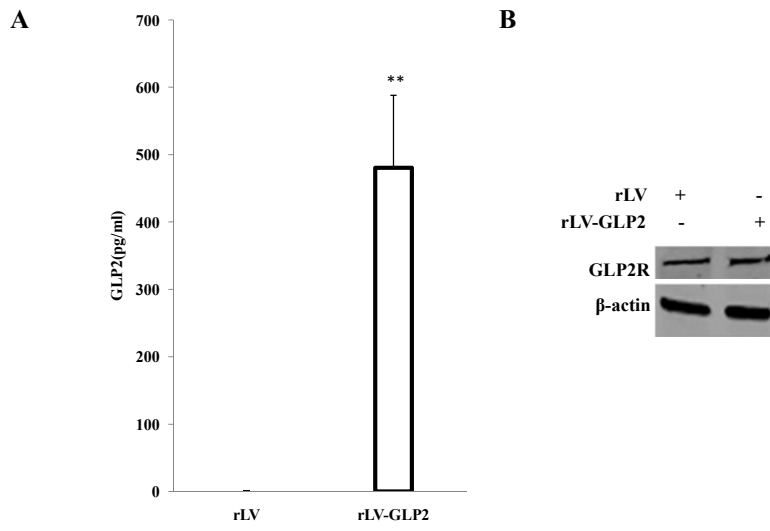 A
B
700
600
500
400
300
200
100
0
GLP2(pg/ml)
**
rLV
rLV-GLP2
rLV + -
rLV-GLP2 - +
GLP2R
β-actin